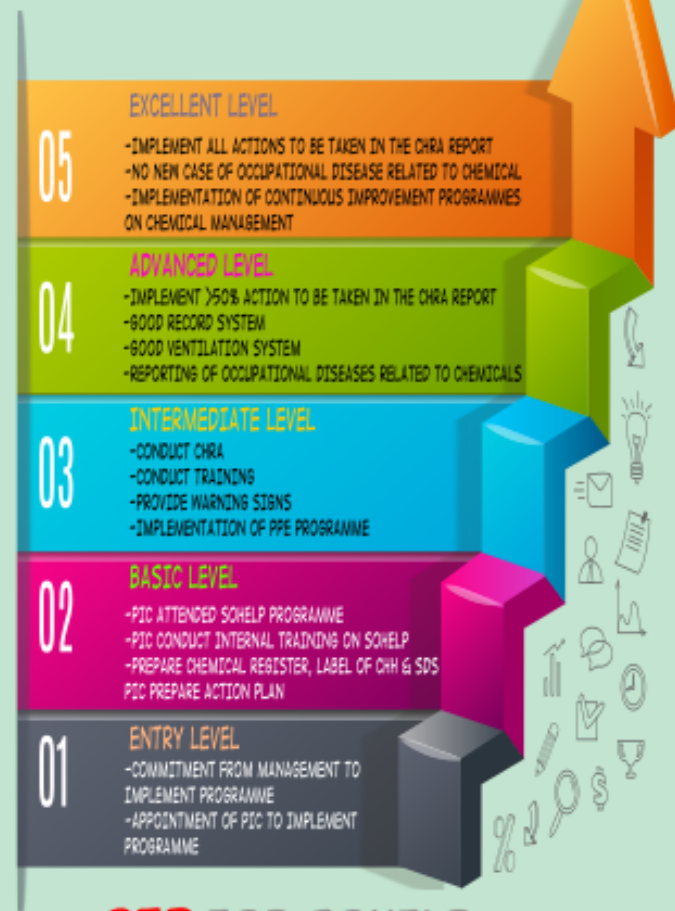 05
EXCELLENT LEVEL
-IMPLEMENT ALL ACTIONS TO BE TAKEN IN THE CHRA REPORT
-NO NEW CASE OF OCCUPATIONAL DISEASE RELATED TO CHEMICAL
-IMPLEMENTATION OF CONTINUOUS IMPROVEMENT PROGRAMMES
ON CHEMICAL MANAGEMENT
04
ADVANCED LEVEL
-IMPLEMENT >50% ACTION TO BE TAKEN IN THE CHRA REPORT
-GOOD RECORD SYSTEM
-GOOD VENTILATION SYSTEM
-REPORTING OF OCCUPATIONAL DISEASES RELATED TO CHEMICALS
03
INTERMEDIATE LEVEL
-CONDUCT CHRA
-CONDUCT TRAINING
-PROVIDE WARNING SIGNS
-IMPLEMENTATION OF PPE PROGRAMME
02
BASIC LEVEL
-PIC ATTENDED SOHELP PROGRAMME
-PIC CONDUCT INTERNAL TRAINING ON SOHELP
-PREPARE CHEMICAL REGISTER, LABEL OF CHH & SDS
PIC PREPARE ACTION PLAN
01
ENTRY LEVEL
-COMMITMENT FROM MANAGEMENT TO
IMPLEMENT PROGRAMME
-APPOINTMENT OF PIC TO IMPLEMENT
PROGRAMME
%
$